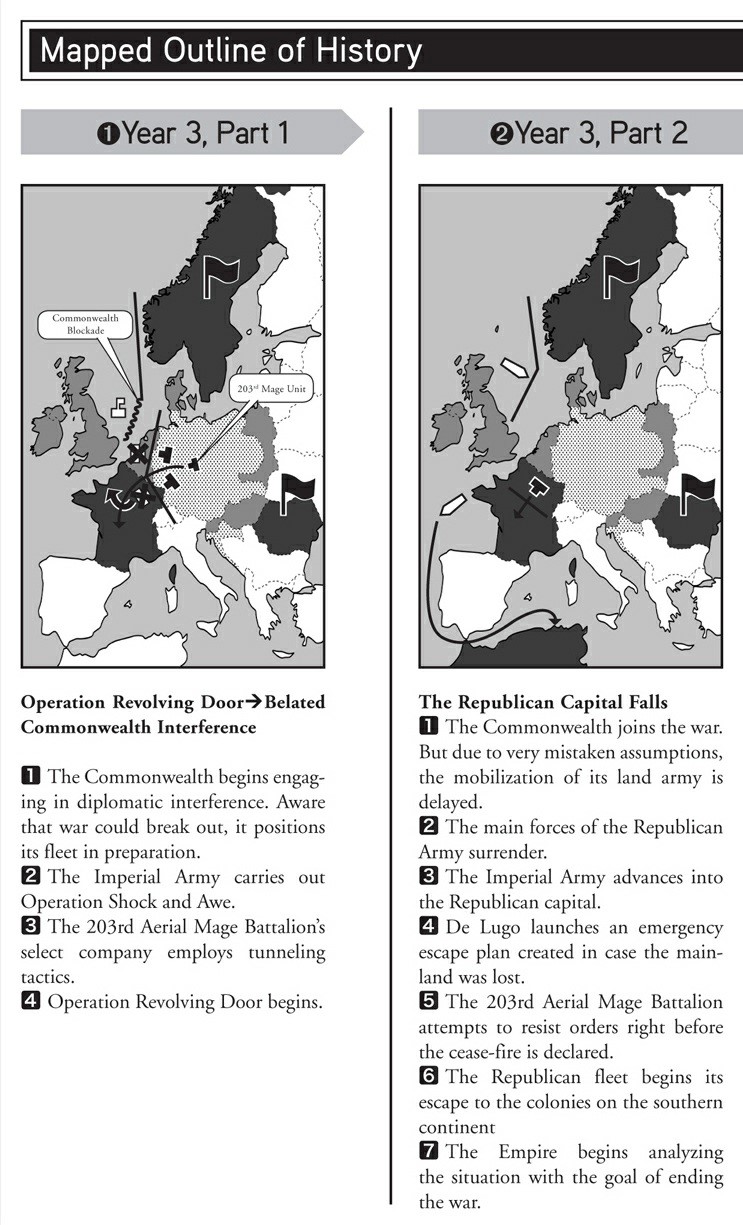 Mapped Outline of History
❶Year 3, Part 1
Commonwealth
Blockade
203rd Mage Unit
Operation Revolving Door→Belated
Commonwealth Interference
1 The Commonwealth begins engag-
ing in diplomatic interference. Aware
that war could break out, it positions
its fleet in preparation.
2 The Imperial Army carries out
Operation Shock and Awe.
3 The 203rd Aerial Mage Battalion’s
select company employs tunneling
tactics.
4 Operation Revolving Door begins.
❷Year 3, Part 2
The Republican Capital Falls
1 The Commonwealth joins the war.
But due to very mistaken assumptions,
the mobilization of its land army is
delayed.
2 The main forces of the Republican
Army surrender.
3 The Imperial Army advances into
the Republican capital.
4 De Lugo launches an emergency
escape plan created in case the main-
land was lost.
5 The 203rd Aerial Mage Battalion
attempts to resist orders right before
the cease-fire is declared.
6 The Republican fleet begins its
escape to the colonies on the southern
continent
7 The Empire begins analyzing
the situation with the goal of ending
the war.